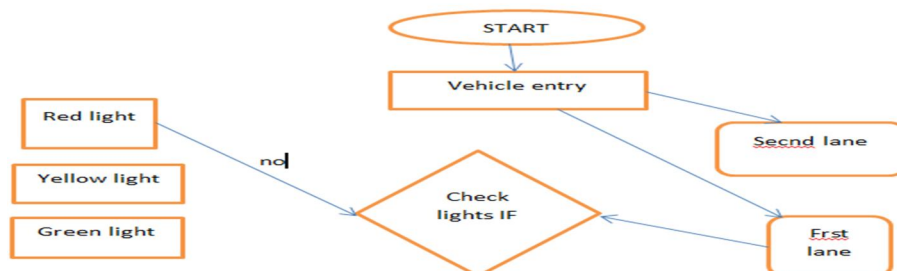 START
Vehicle entry
Red light
Secnd lane
no
Yellow light
Check
lights IF
Green light
Frst
lane